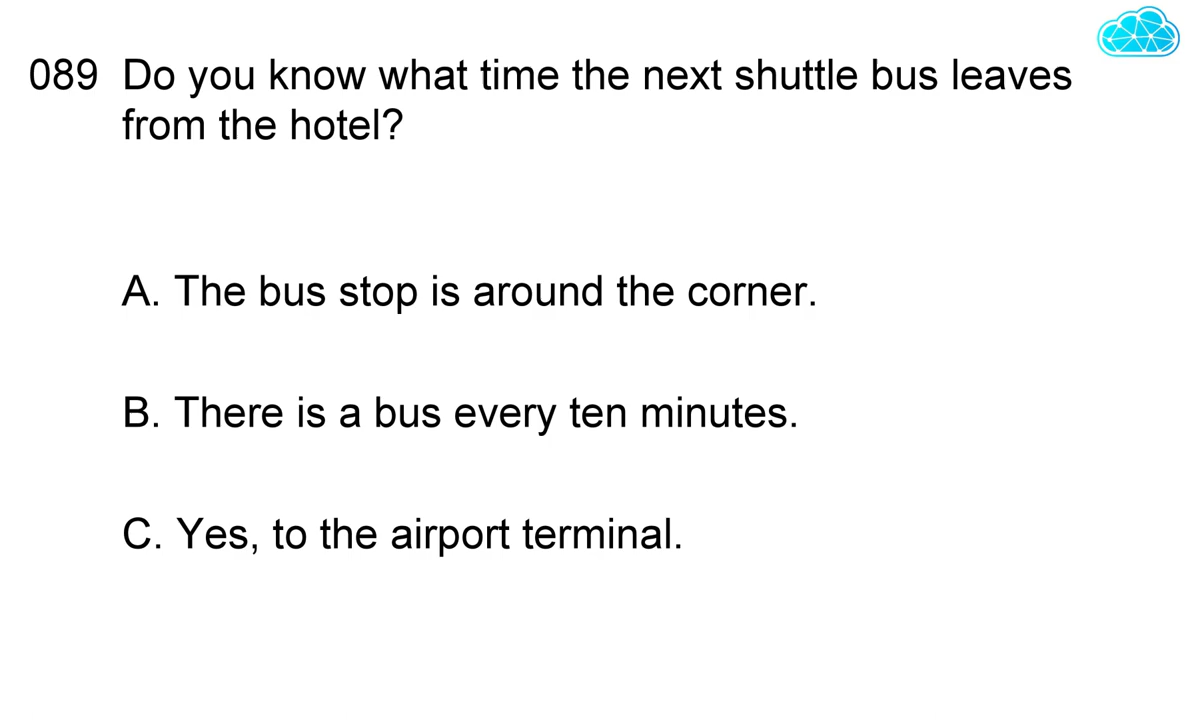 089 Do you know what time the next shuttle bus leaves
from the hotel?
A. The bus stop is around the corner.
B. There is a bus every ten minutes.
C. Yes, to the airport terminal.